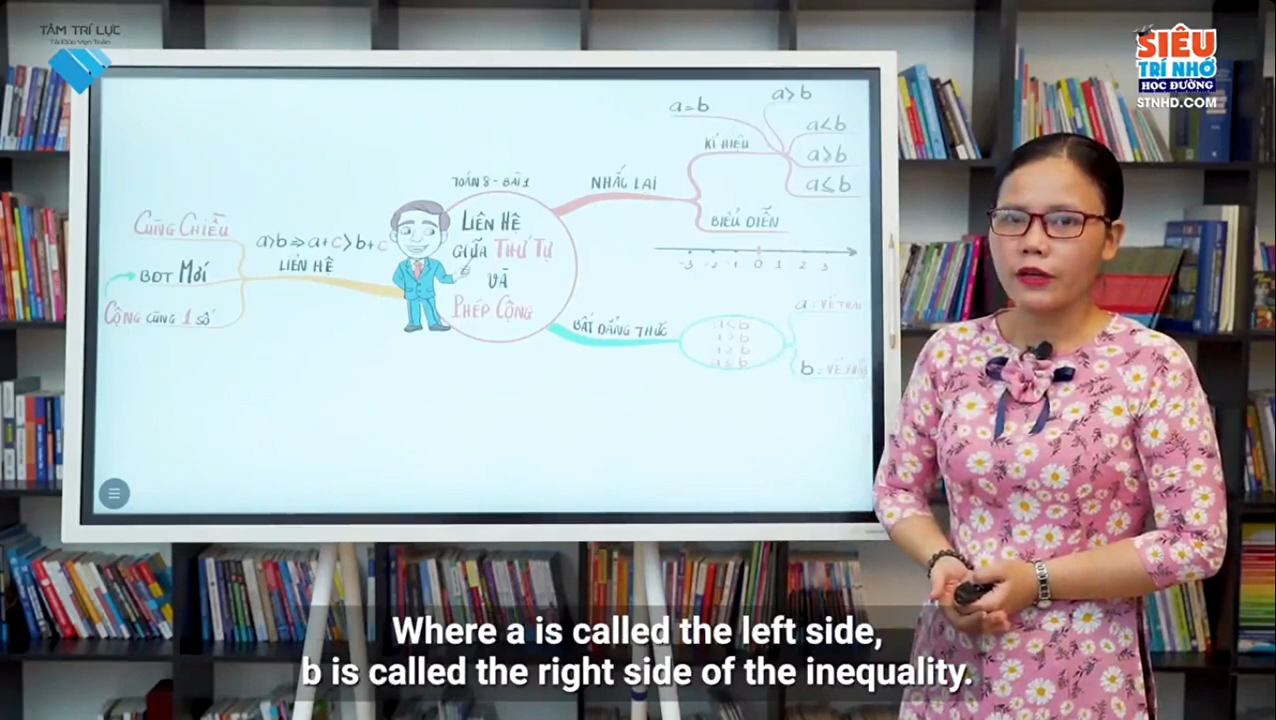 TÂM TRÍ LỰC
SIÊU
TRÍ NHỚ
HỌC ĐƯỜNG
STNHD.COM
TOÁN 8 - BÀI 1
LIÊN HỆ
GIỮA THỨ TỰ
VÀ
PHÉP CỘNG
NHẮC LẠI
KÍ HIỆU
a = b
a > b
a < b
a ≥ b
a ≤ b
BIỂU DIỄN
-3 -2 -1 0 1 2 3
BẤT ĐẲNG THỨC
a < b
a > b
a ≥ b
a ≤ b
a : VẾ TRÁI
b : VẾ PHẢI
a > b ⇒ a + c > b + c
LIÊN HỆ
CÙNG CHIỀU
BĐT MỚI
CỘNG CÙNG 1 SỐ
Where a is called the left side,
b is called the right side of the inequality.